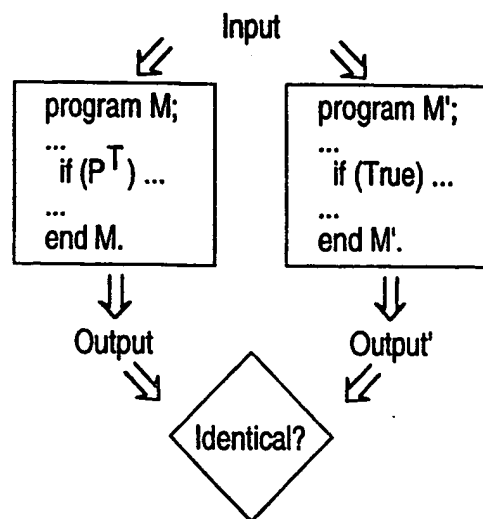 Input
program M;
...
if (P^T) ...
...
end M.
program M';
...
if (True) ...
...
end M'.
Output
Output'
Identical?